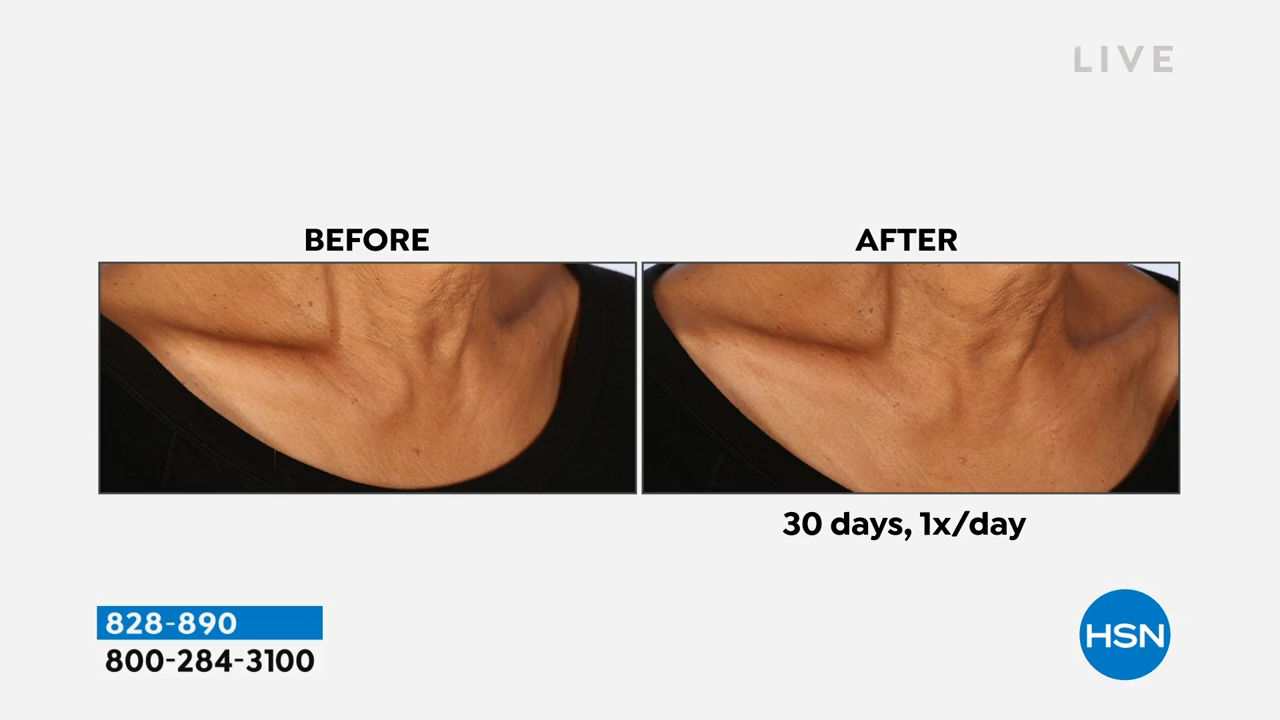 LIVE
BEFORE
AFTER
30 days, 1x/day
828-890
800-284-3100
HSN